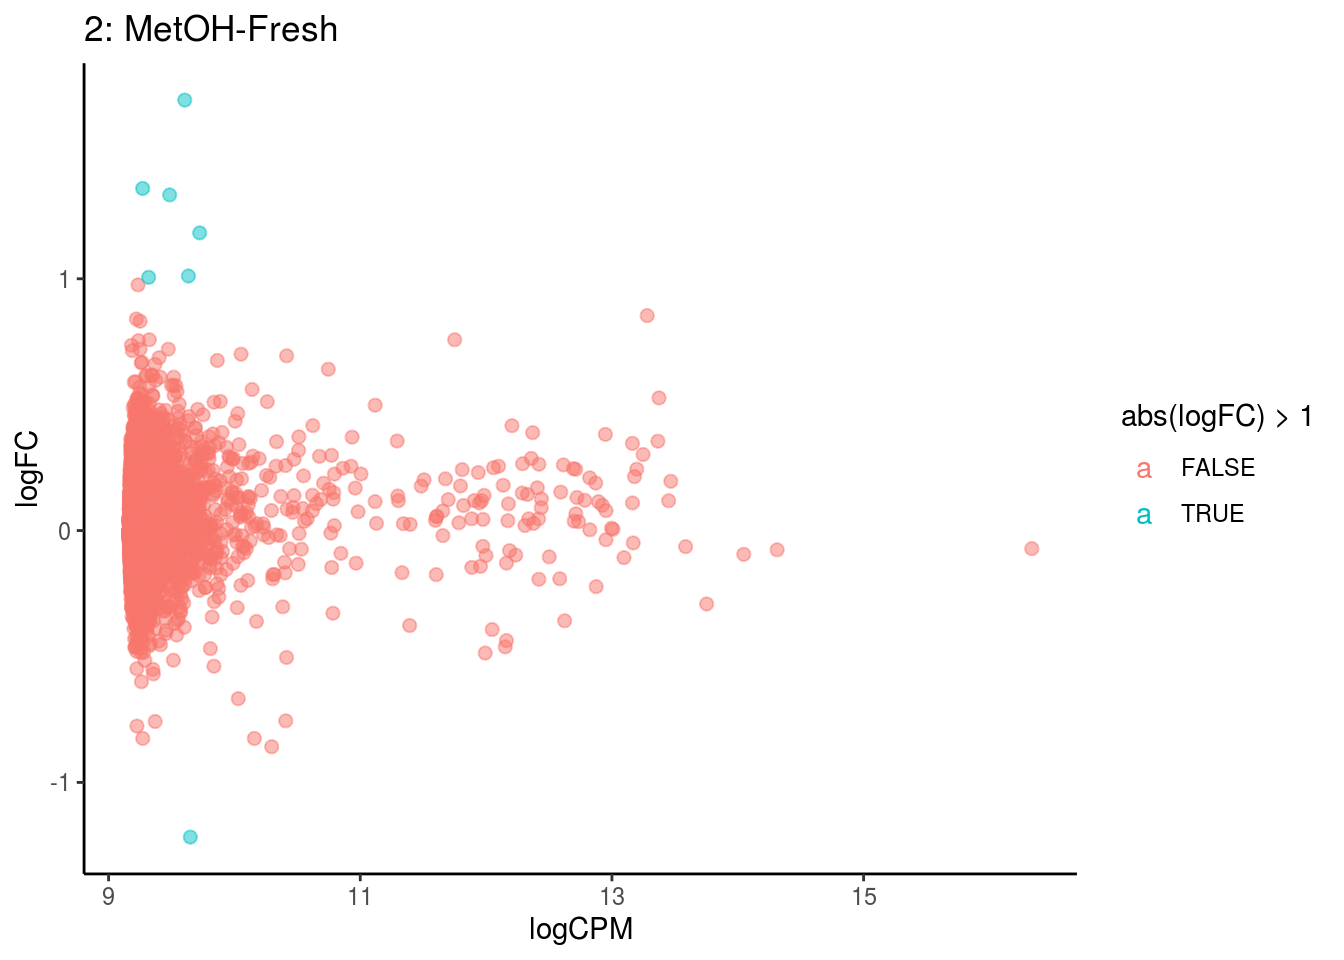 2: MetOH-Fresh
1
0
-1
logFC
9
11
13
15
logCPM
abs(logFC) > 1
a FALSE
a TRUE